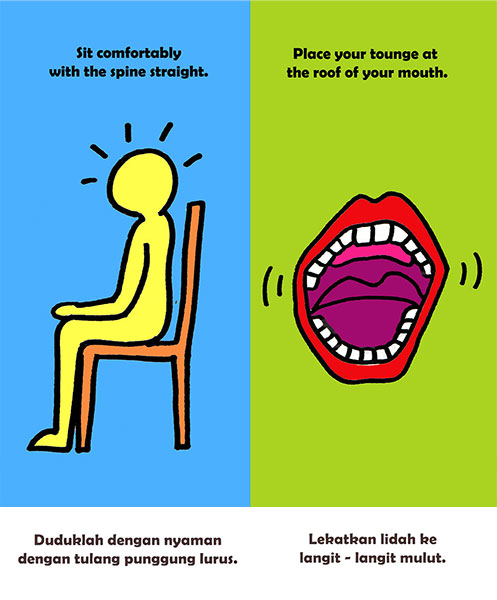 Sit comfortably
with the spine straight.
Place your tounge at
the roof of your mouth.
Duduklah dengan nyaman
dengan tulang punggung lurus.
Lekatkan lidah ke
langit - langit mulut.